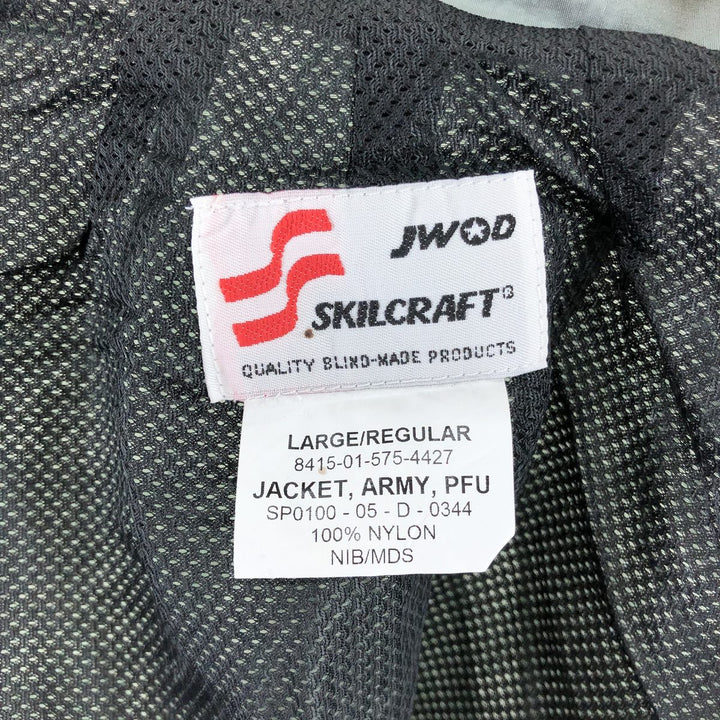 JWOD
SKILCRAFT®
QUALITY BLIND-MADE PRODUCTS
LARGE/REGULAR
8415-01-575-4427
JACKET, ARMY, PFU
SP0100 - 05 - D - 0344
100% NYLON
NIB/MDS